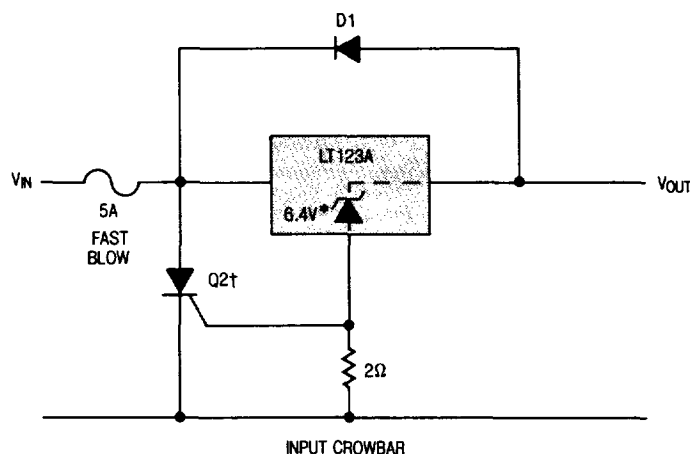 D1
LT123A
VIN
VOUT
6.4V*
5A
FAST
BLOW
Q2†
2Ω
INPUT CROWBAR